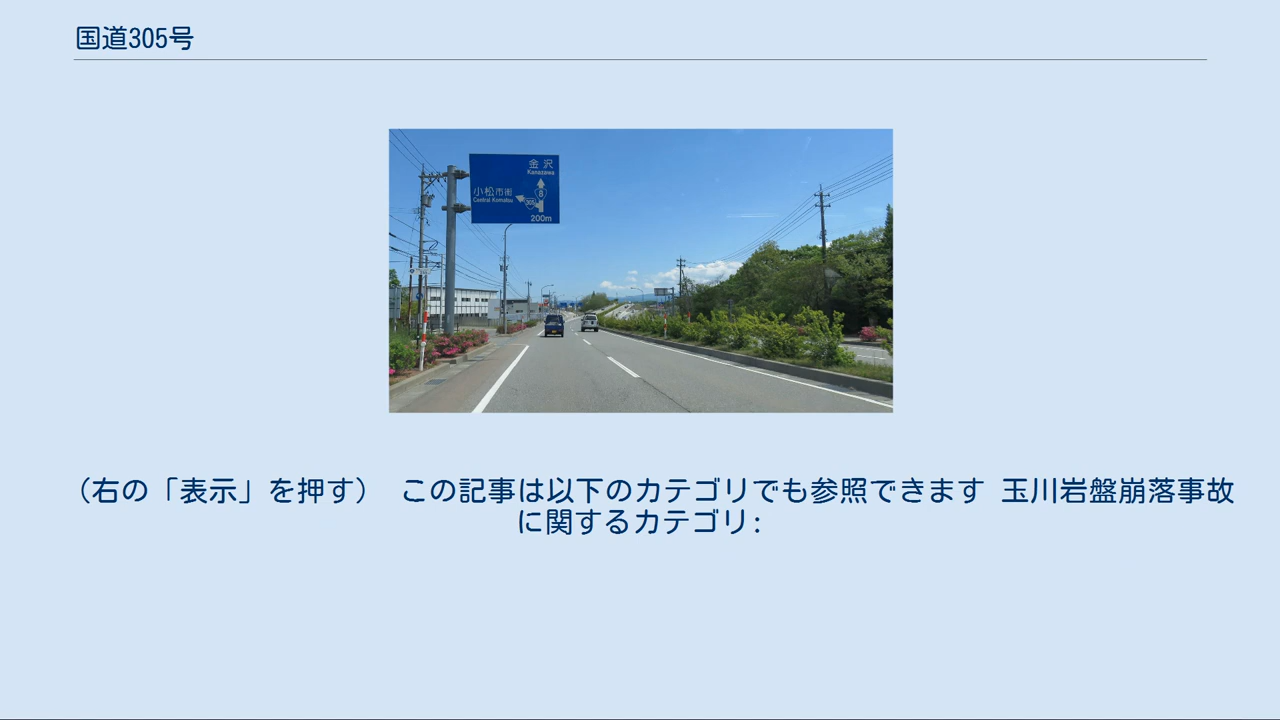 国道305号
金沢
Kanazawa
8
小松市街
Central Komatsu
305
200m
(右の「表示」を押す) この記事は以下のカテゴリでも参照できます 玉川岩盤崩落事故
に関するカテゴリ: